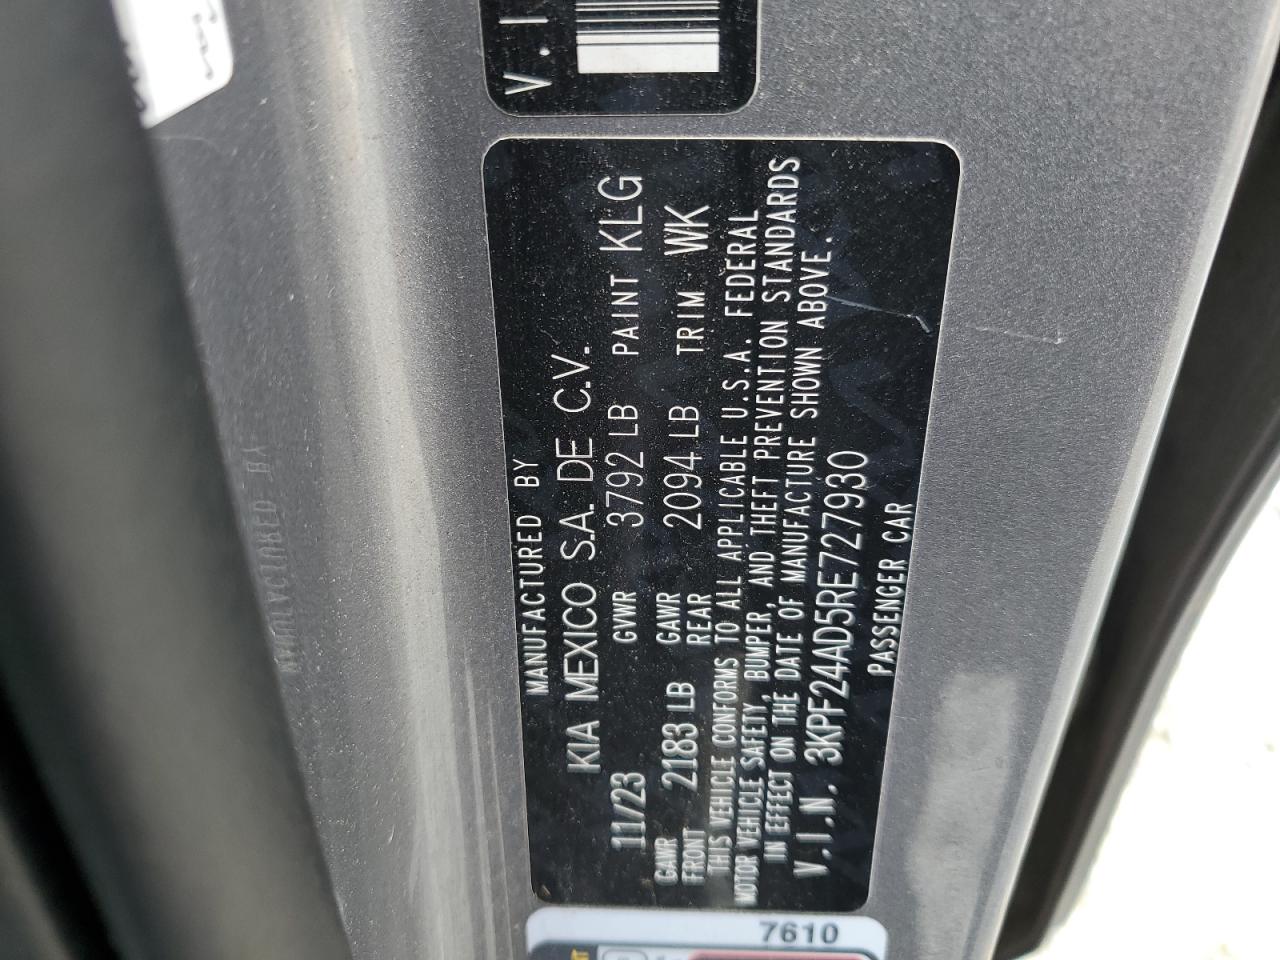 V.I
MANUFACTURED BY
KIA MEXICO S.A. DE C.V.
11/23 GVWR 3792 LB PAINT KLG
GAWR FRONT 2183 LB GAWR REAR 2094 LB TRIM WK
THIS VEHICLE CONFORMS TO ALL APPLICABLE U.S.A. FEDERAL
MOTOR VEHICLE SAFETY, BUMPER, AND THEFT PREVENTION STANDARDS
IN EFFECT ON THE DATE OF MANUFACTURE SHOWN ABOVE.
V.I.N. 3KPF24AD5RE727930
PASSENGER CAR
7610